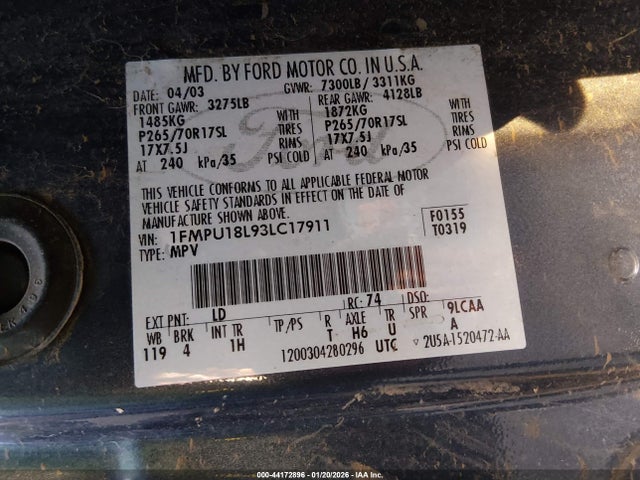 MFD. BY FORD MOTOR CO. IN U.S.A.
DATE: 04/03 GVWR: 7300LB/ 3311KG
FRONT GAWR: 3275LB REAR GAWR: 4128LB
1485KG WITH 1872KG WITH
P265/70R17SL TIRES P265/70R17SL TIRES
17X7.5J RINS 17X7.5J RINS
AT 240 kPa/35 PSI COLD AT 240 kPa/35 PSI COLD
THIS VEHICLE CONFORMS TO ALL APPLICABLE FEDERAL MOTOR
VEHICLE SAFETY STANDARDS IN EFFECT ON THE DATE OF
MANUFACTURE SHOWN ABOVE.
VIN: 1FMPU18L93LC17911 F0155
TYPE: MPV T0319
EXT PNT: LD RC: 74 DSO:
WB BRK INT TR TP/PS R AXLE TR SPR 9LCAA
119 4 1H T H6 U A
1200304280296 UTC ▽ 2U5A-1520472-AA
Ford
000-44172896 - 01/20/2026 - IAA Inc.